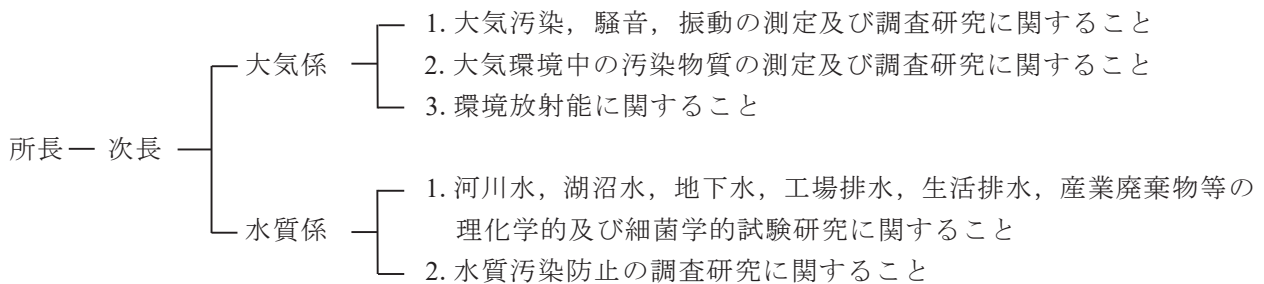 所長 次長
大気係
1. 大気汚染，騒音，振動の測定及び調査研究に関すること
2. 大気環境中の汚染物質の測定及び調査研究に関すること
3. 環境放射能に関すること
水質係
1. 河川水，湖沼水，地下水，工場排水，生活排水，産業廃棄物等の
理化学的及び細菌学的試験研究に関すること
2. 水質汚染防止の調査研究に関すること